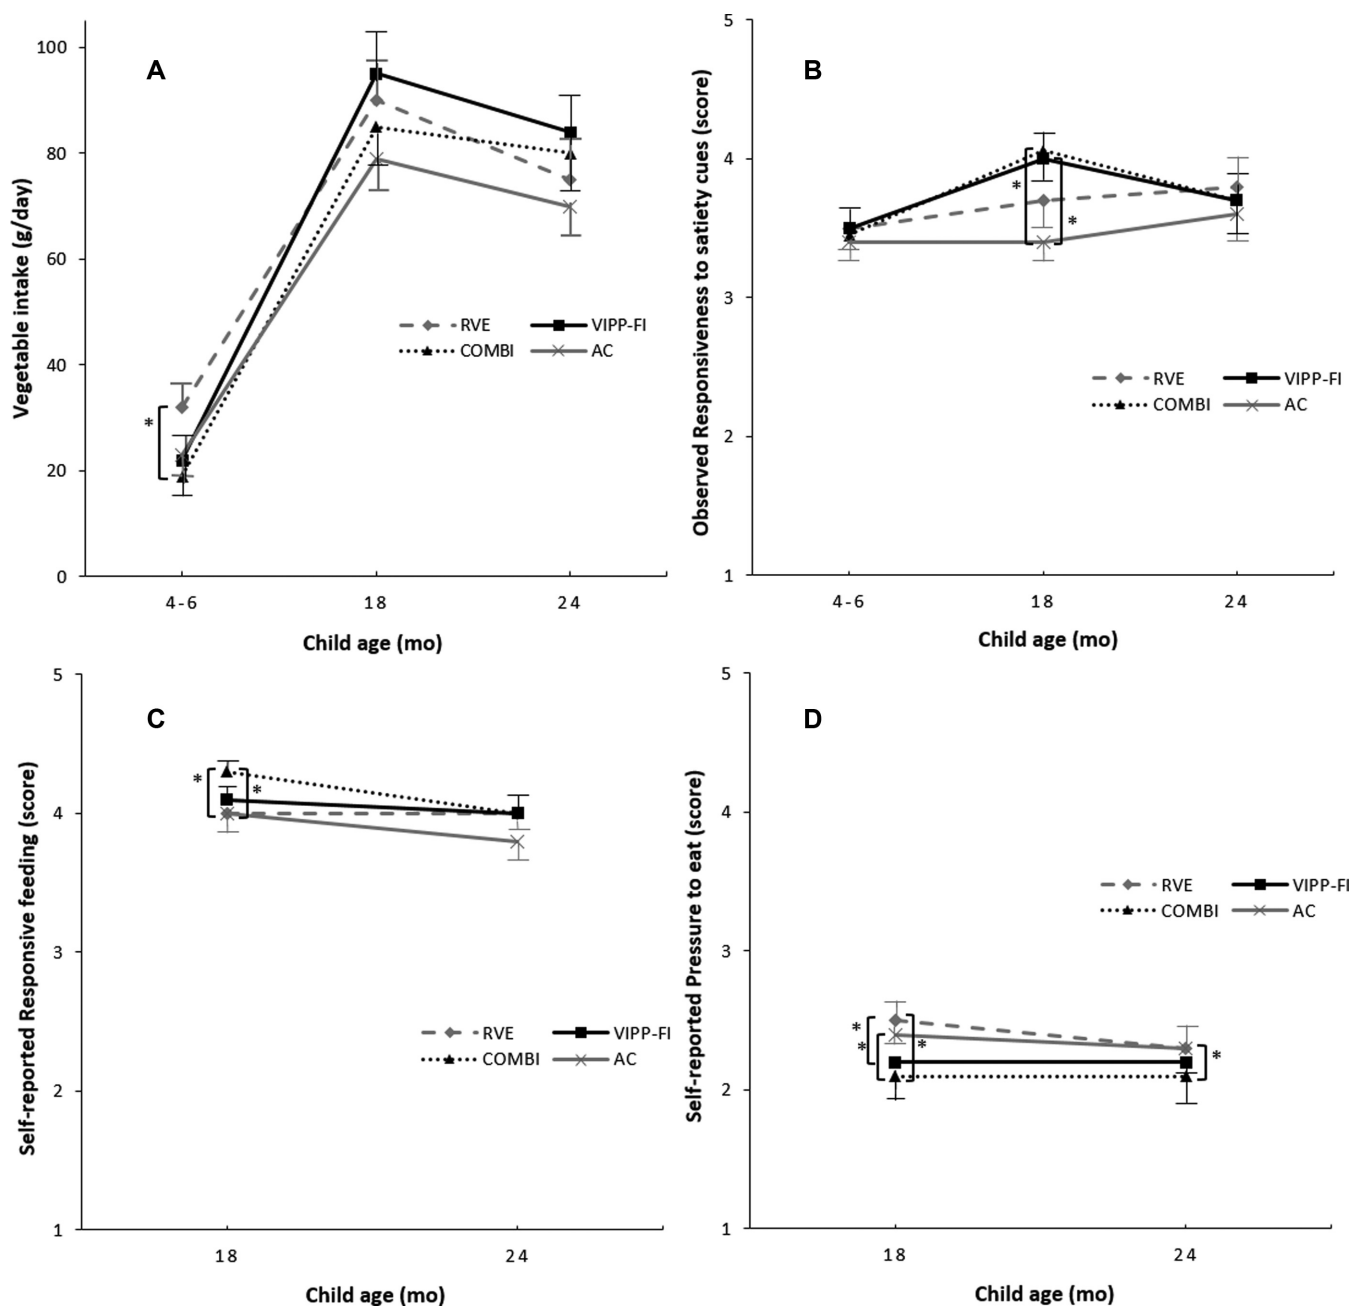 A
Vegetable intake (g/day)
100
80
60
40
20
0
*
RVE VIPP-FI
COMBI AC
4-6 18 24
Child age (mo)
B
Observed Responsiveness to satiety cues (score)
5
4
3
2
1
*
*
RVE VIPP-FI
COMBI AC
4-6 18 24
Child age (mo)
C
Self-reported Responsive feeding (score)
5
4
3
2
1
* *
RVE VIPP-FI
COMBI AC
18 24
Child age (mo)
D
Self-reported Pressure to eat (score)
5
4
3
2
1
RVE VIPP-FI
COMBI AC
*
* * *
18 24
Child age (mo)